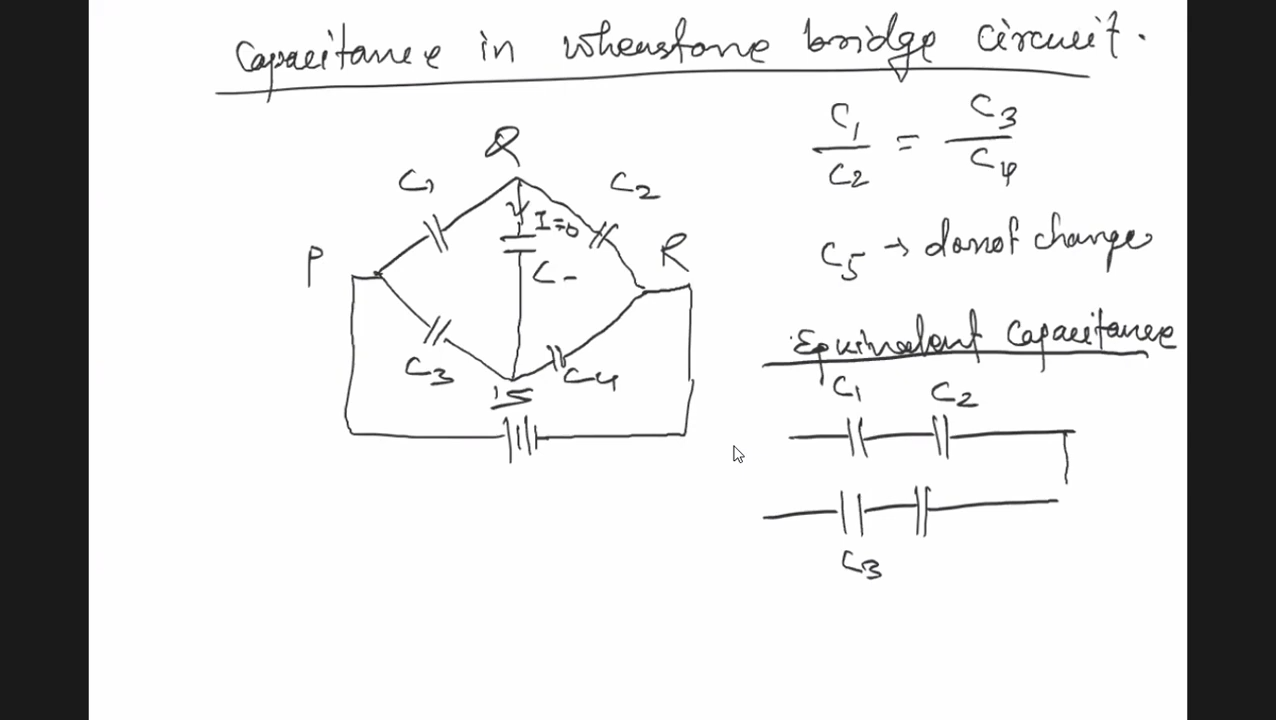 Capacitance in whenstone bridge circuit.
C1/C2 = C3/C4
Q
C1
C2
I=0
P
R
C
C3
C4
S
C5 → donot change
Equivalent Capacitance
C1 C2
C3